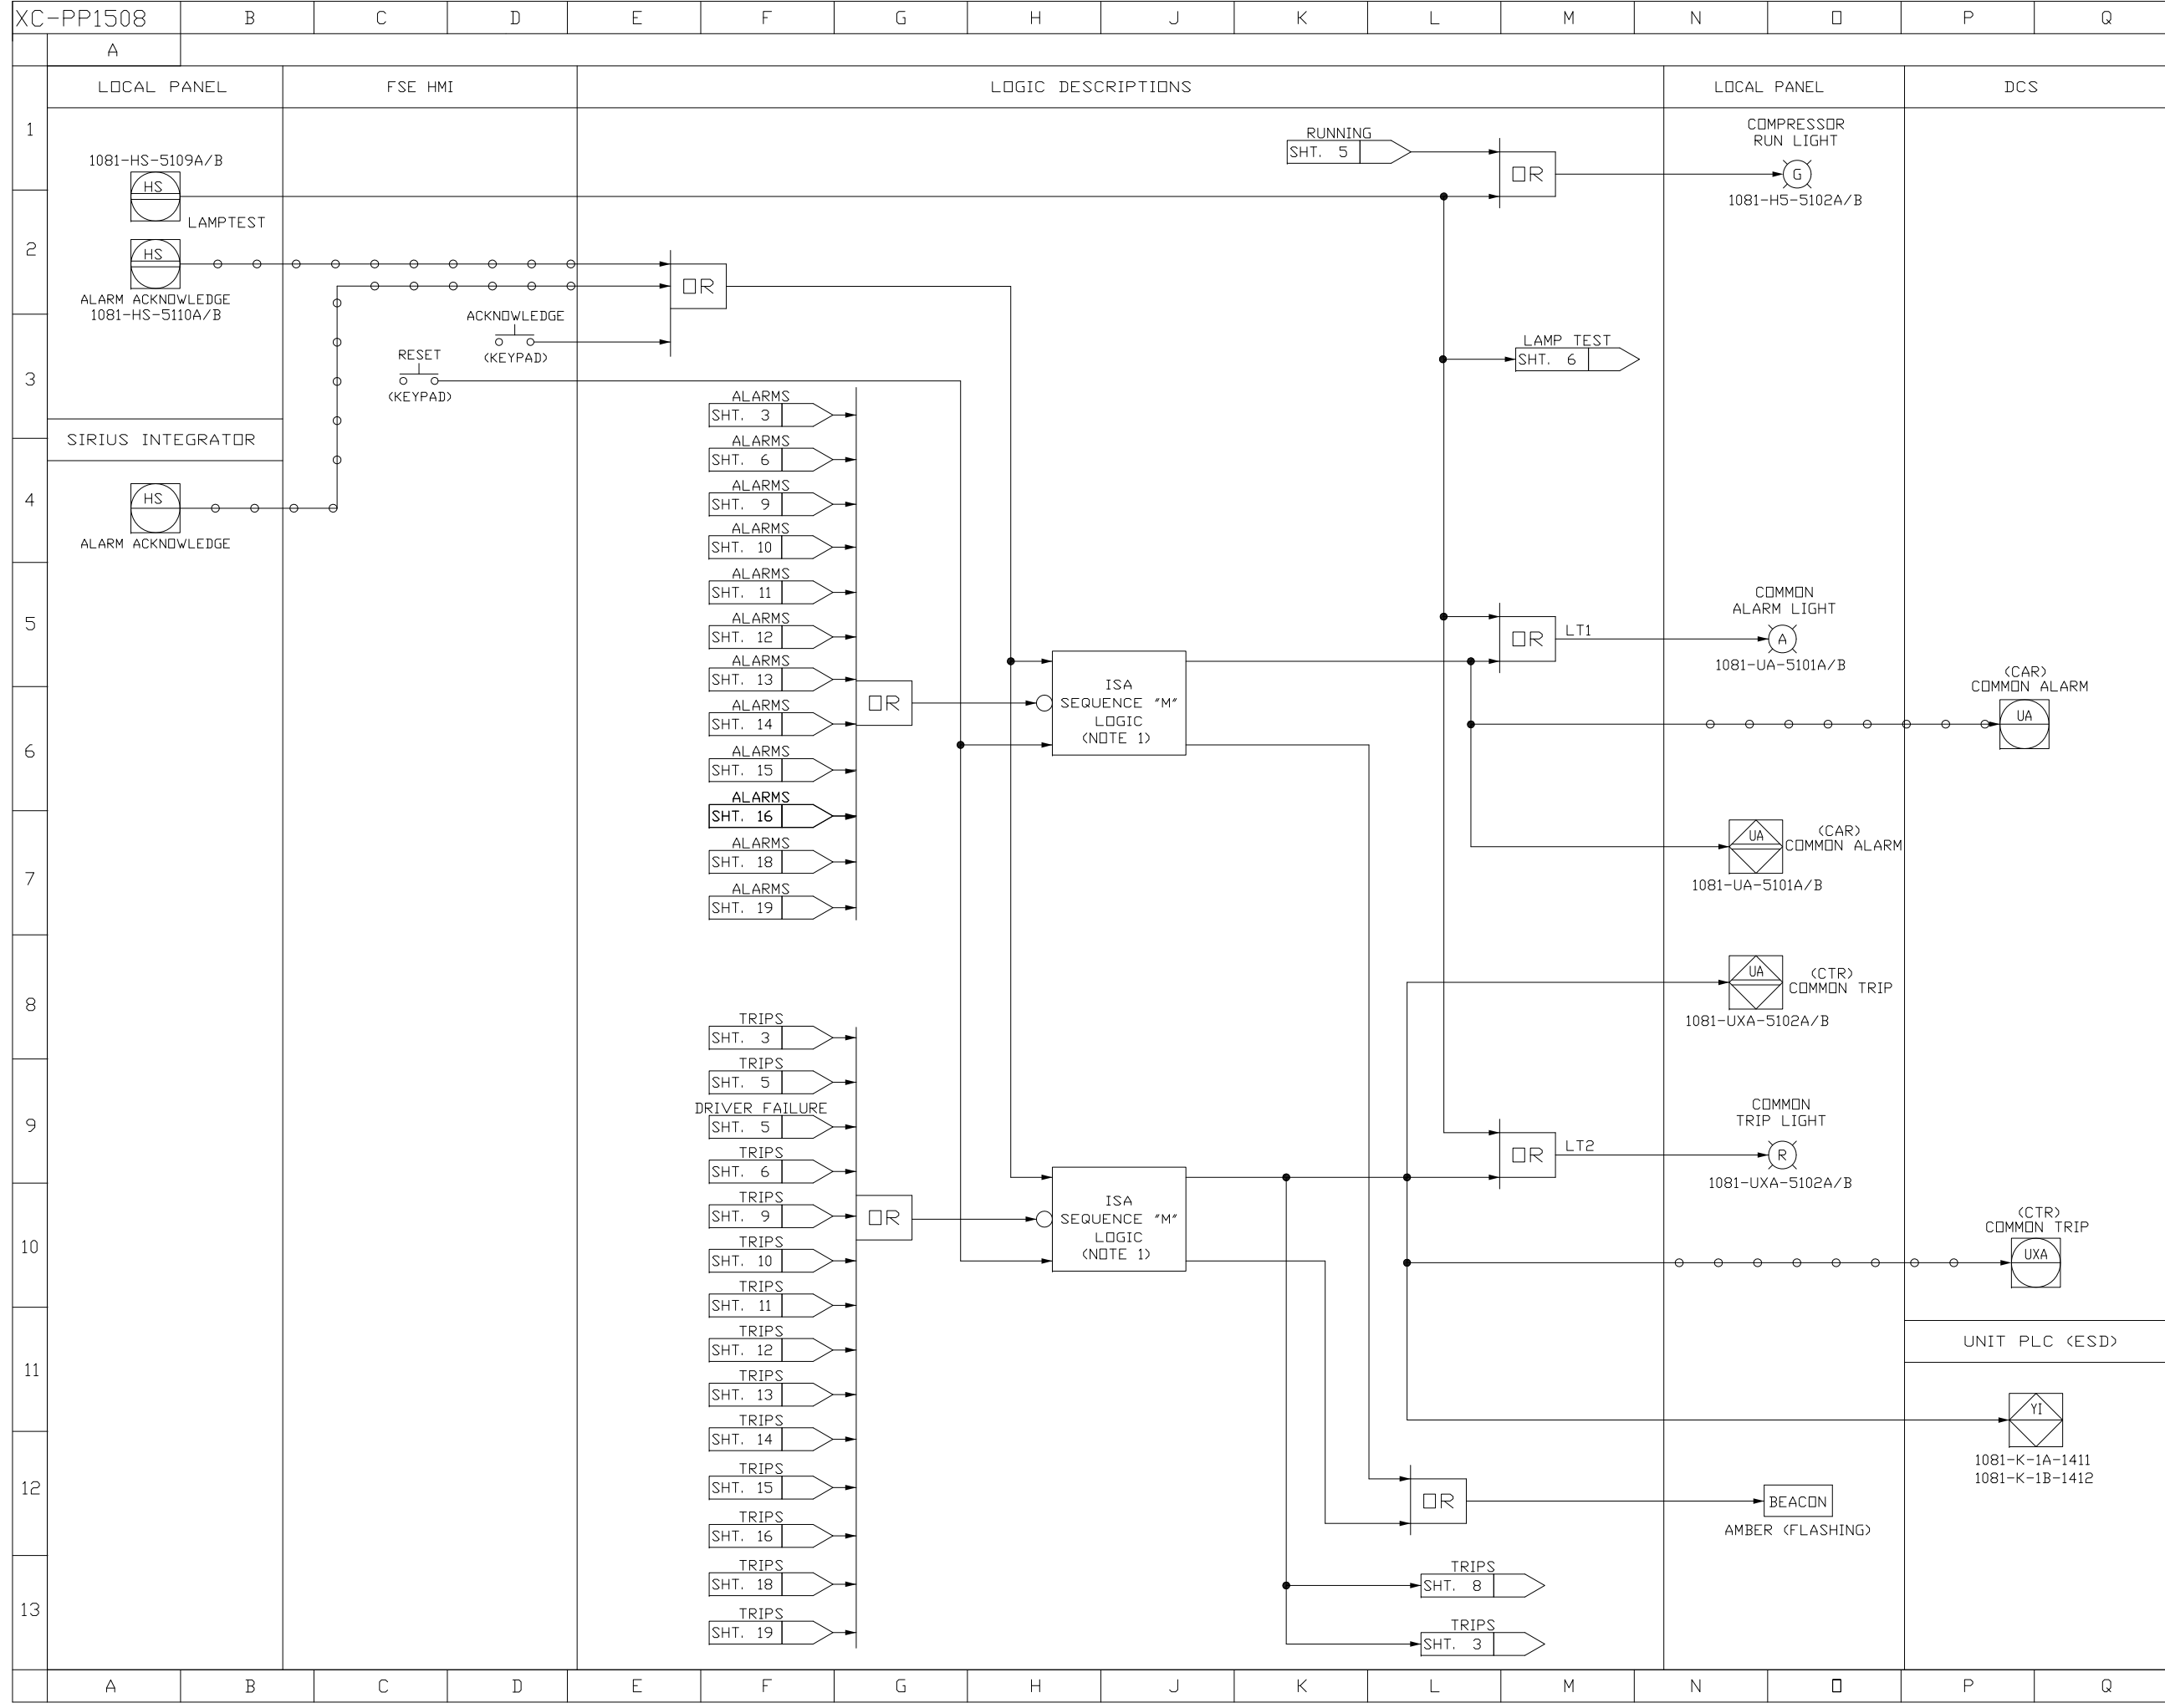 XC-PP1508
B C D E F G H J K L M N O P Q
A
LOCAL PANEL
FSE HMI
LOGIC DESCRIPTIONS
LOCAL PANEL
DCS
1
2
3
4
5
6
7
8
9
10
11
12
13
1081-HS-5109A/B
HS
LAMPTEST
HS
ALARM ACKNOWLEDGE
1081-HS-5110A/B
SIRIUS INTEGRATOR
HS
ALARM ACKNOWLEDGE
RESET
(KEYPAD)
ACKNOWLEDGE
(KEYPAD)
OR
ALARMS
SHT. 3
ALARMS
SHT. 6
ALARMS
SHT. 9
ALARMS
SHT. 10
ALARMS
SHT. 11
ALARMS
SHT. 12
ALARMS
SHT. 13
ALARMS
SHT. 14
ALARMS
SHT. 15
ALARMS
SHT. 16
ALARMS
SHT. 18
ALARMS
SHT. 19
OR
TRIPS
SHT. 3
TRIPS
SHT. 5
DRIVER FAILURE
SHT. 5
TRIPS
SHT. 6
TRIPS
SHT. 9
TRIPS
SHT. 10
TRIPS
SHT. 11
TRIPS
SHT. 12
TRIPS
SHT. 13
TRIPS
SHT. 14
TRIPS
SHT. 15
TRIPS
SHT. 16
TRIPS
SHT. 18
TRIPS
SHT. 19
OR
ISA
SEQUENCE "M"
LOGIC
(NOTE 1)
ISA
SEQUENCE "M"
LOGIC
(NOTE 1)
RUNNING
SHT. 5
OR
LAMP TEST
SHT. 6
OR
LT1
OR
LT2
OR
TRIPS
SHT. 8
TRIPS
SHT. 3
COMPRESSOR
RUN LIGHT
G
1081-H5-5102A/B
COMMON
ALARM LIGHT
A
1081-UA-5101A/B
(CAR)
COMMON ALARM
UA
UA
(CAR)
COMMON ALARM
1081-UA-5101A/B
UA
(CTR)
COMMON TRIP
1081-UXA-5102A/B
COMMON
TRIP LIGHT
R
1081-UXA-5102A/B
(CTR)
COMMON TRIP
UXA
UNIT PLC (ESD)
YI
1081-K-1A-1411
1081-K-1B-1412
BEACON
AMBER (FLASHING)
A B C D E F G H J K L M N O P Q